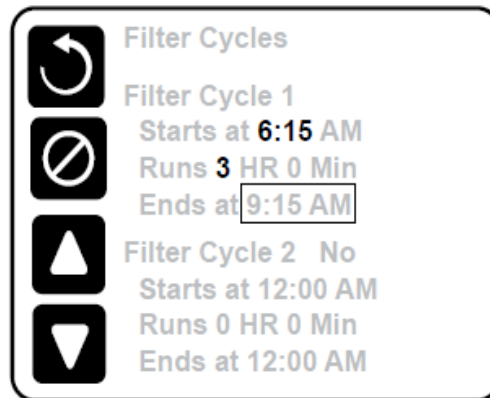 Filter Cycles
Filter Cycle 1
Starts at 6:15 AM
Runs 3 HR 0 Min
Ends at 9:15 AM
Filter Cycle 2 No
Starts at 12:00 AM
Runs 0 HR 0 Min
Ends at 12:00 AM